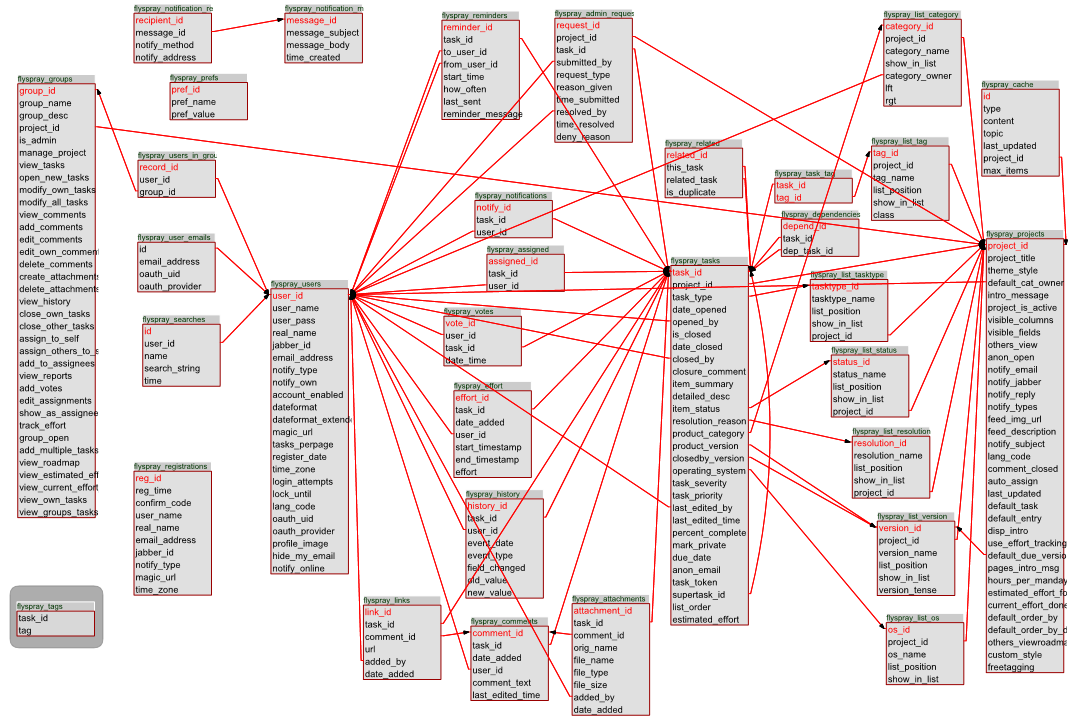 flyspray_groups
group_id
group_name
group_desc
project_id
is_admin
manage_project
view_tasks
open_new_tasks
modify_own_tasks
modify_all_tasks
view_comments
add_comments
edit_comments
edit_own_comment
delete_comments
create_attachment
delete_attachment
view_history
close_own_tasks
close_other_tasks
assign_to_self
assign_others_to_s
add_to_assignees
view_reports
add_votes
edit_assignments
show_as_assignee
track_effort
group_open
add_multiple_tasks
view_roadmap
view_estimated_eff
view_current_effort
view_own_tasks
view_groups_tasks
flyspray_tags
task_id
tag
flyspray_notification_re
recipient_id
message_id
notify_method
notify_address
flyspray_prefs
pref_id
pref_name
pref_value
flyspray_users_in_grou
record_id
user_id
group_id
flyspray_user_emails
id
email_address
oauth_uid
oauth_provider
flyspray_searches
id
user_id
name
search_string
time
flyspray_registrations
reg_id
reg_time
confirm_code
user_name
real_name
email_address
jabber_id
notify_type
magic_url
time_zone
flyspray_notification_m
message_id
message_subject
message_body
time_created
flyspray_users
user_id
user_name
user_pass
real_name
jabber_id
email_address
notify_type
notify_own
account_enabled
dateformat
dateformat_extende
magic_url
tasks_perpage
register_date
time_zone
login_attempts
lock_until
lang_code
oauth_uid
oauth_provider
profile_image
hide_my_email
notify_online
flyspray_links
link_id
task_id
comment_id
url
added_by
date_added
flyspray_reminders
reminder_id
task_id
to_user_id
from_user_id
start_time
how_often
last_sent
reminder_message
flyspray_notifications
notify_id
task_id
user_id
flyspray_assigned
assigned_id
task_id
user_id
flyspray_votes
vote_id
user_id
task_id
date_time
flyspray_effort
effort_id
task_id
date_added
user_id
start_timestamp
end_timestamp
effort
flyspray_history
history_id
task_id
user_id
event_date
event_type
field_changed
old_value
new_value
flyspray_comments
comment_id
task_id
date_added
user_id
comment_text
last_edited_time
flyspray_admin_reques
request_id
project_id
task_id
submitted_by
request_type
reason_given
time_submitted
resolved_by
time_resolved
deny_reason
flyspray_attachments
attachment_id
task_id
comment_id
orig_name
file_name
file_type
file_size
added_by
date_added
flyspray_related
related_id
this_task
related_task
is_duplicate
flyspray_tasks
task_id
project_id
task_type
date_opened
opened_by
is_closed
date_closed
closed_by
closure_comment
item_summary
detailed_desc
item_status
resolution_reason
product_category
product_version
closedby_version
operating_system
task_severity
task_priority
last_edited_by
last_edited_time
percent_complete
mark_private
due_date
anon_email
task_token
supertask_id
list_order
estimated_effort
flyspray_task_tag
task_id
tag_id
flyspray_dependencies
depend_id
task_id
dep_task_id
flyspray_list_category
category_id
project_id
category_name
show_in_list
category_owner
lft
rgt
flyspray_list_tag
tag_id
project_id
tag_name
list_position
show_in_list
class
flyspray_list_tasktype
tasktype_id
tasktype_name
list_position
show_in_list
project_id
flyspray_list_status
status_id
status_name
list_position
show_in_list
project_id
flyspray_list_resolution
resolution_id
resolution_name
list_position
show_in_list
project_id
flyspray_list_version
version_id
project_id
version_name
list_position
show_in_list
version_tense
flyspray_list_os
os_id
project_id
os_name
list_position
show_in_list
flyspray_cache
id
type
content
topic
last_updated
project_id
max_items
flyspray_projects
project_id
project_title
theme_style
default_cat_owner
intro_message
project_is_active
visible_columns
visible_fields
others_view
anon_open
notify_email
notify_jabber
notify_reply
notify_types
feed_img_url
feed_description
notify_subject
lang_code
comment_closed
auto_assign
last_updated
default_task
default_entry
disp_intro
use_effort_tracking
default_due_versio
pages_intro_msg
hours_per_manday
estimated_effort_fo
current_effort_done
default_order_by
default_order_by_d
others_viewroadma
custom_style
freetagging